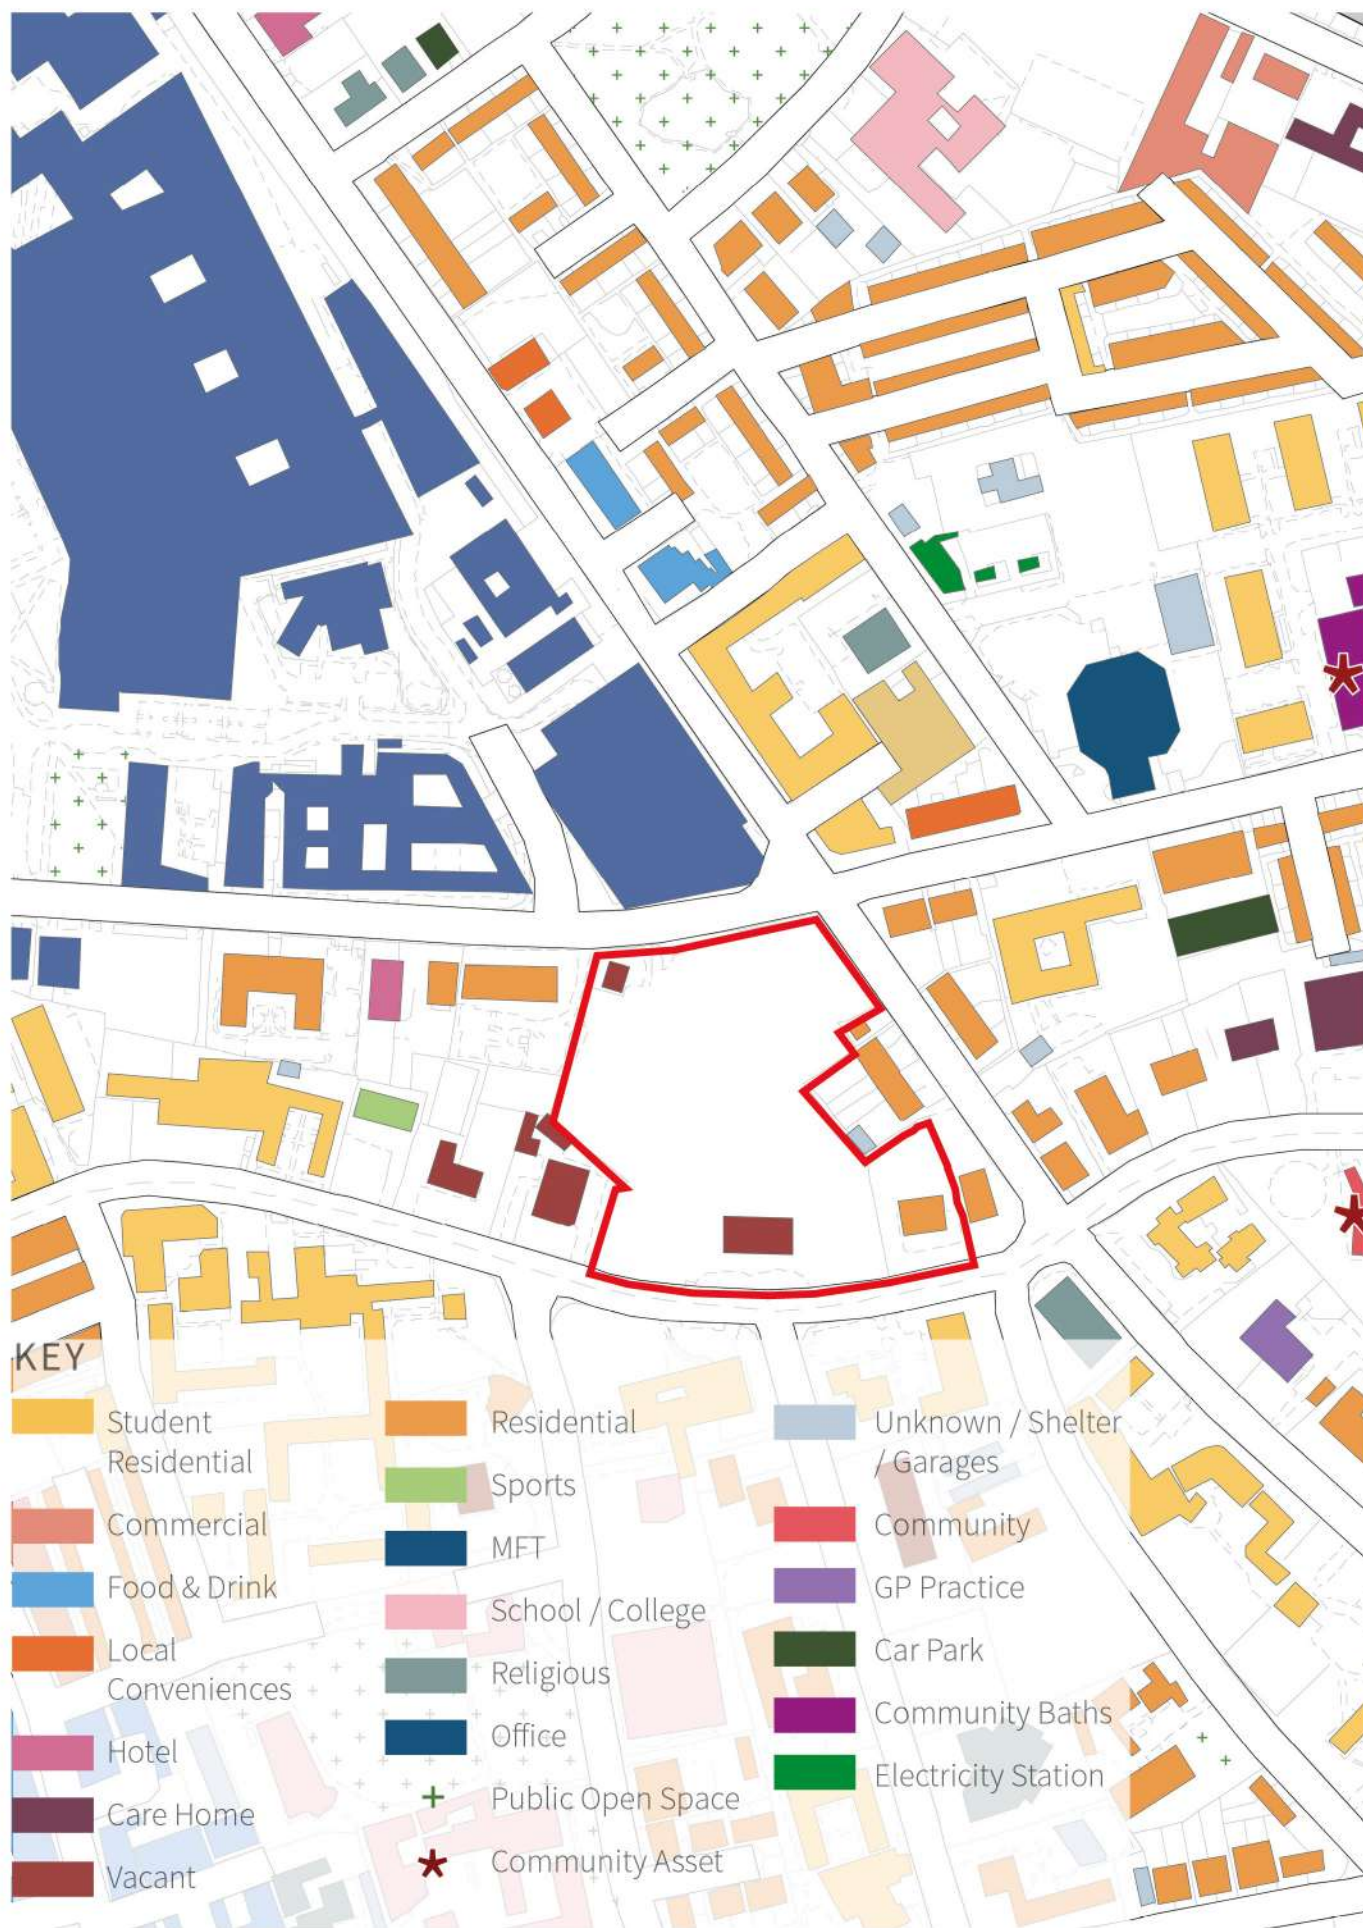 KEY
Student
Residential
Commercial
Food & Drink
Local
Conveniences
Hotel
Care Home
Vacant
Residential
Sports
MFT
School / College
Religious
Office
Public Open Space
Community Asset
Unknown / Shelter
/ Garages
Community
GP Practice
Car Park
Community Baths
Electricity Station